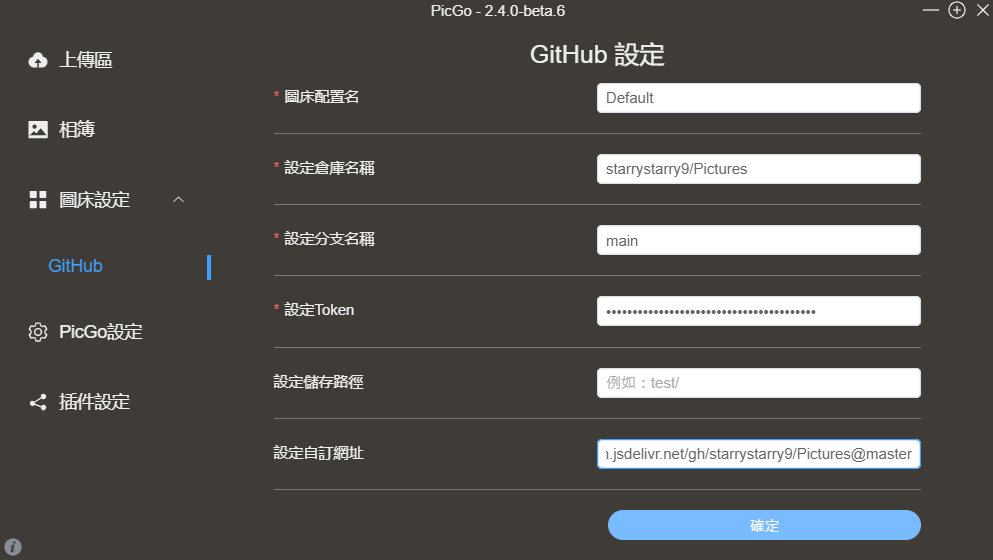 PicGo - 2.4.0-beta.6
上傳區
相簿
圖床設定
GitHub
PicGo設定
插件設定
GitHub 設定
* 圖床配置名
Default
* 設定倉庫名稱
starrystarry9/Pictures
* 設定分支名稱
main
* 設定Token
••••••••••••••••••••••••••••••••••••••••
設定儲存路徑
例如：test/
設定自訂網址
.jsdelivr.net/gh/starrystarry9/Pictures@master
確定